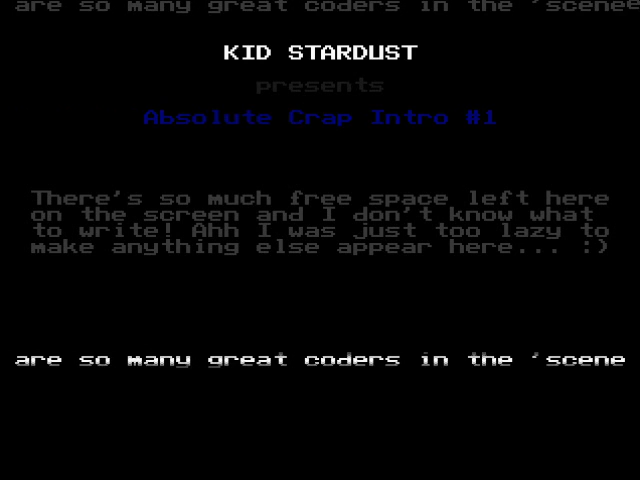 are so many great coders in the 'scene
KID STARDUST
presents
Absolute Crap Intro #1
There's so much free space left here
on the screen and I don't know what
to write! Ahh I was just too lazy to
make anything else appear here... :)
are so many great coders in the 'scene